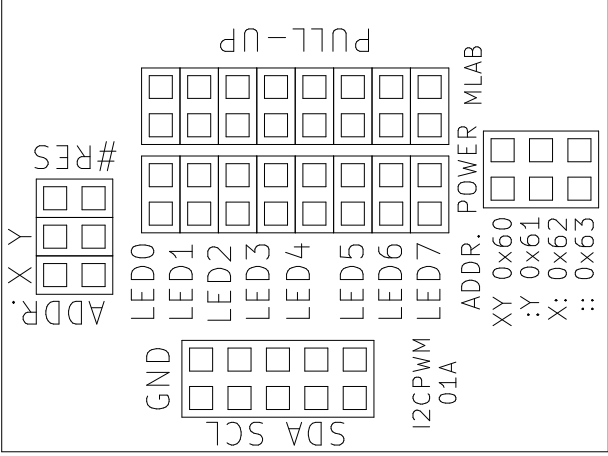 PULL-UP
MLAB
#RES
POWER
X Y
ADDR.
LED0
LED1
LED2
LED3
LED4
LED5
LED6
LED7
ADDR.
XY 0x60
:Y 0x61
X: 0x62
:: 0x63
GND
SDA SCL
I2CPWM
01A